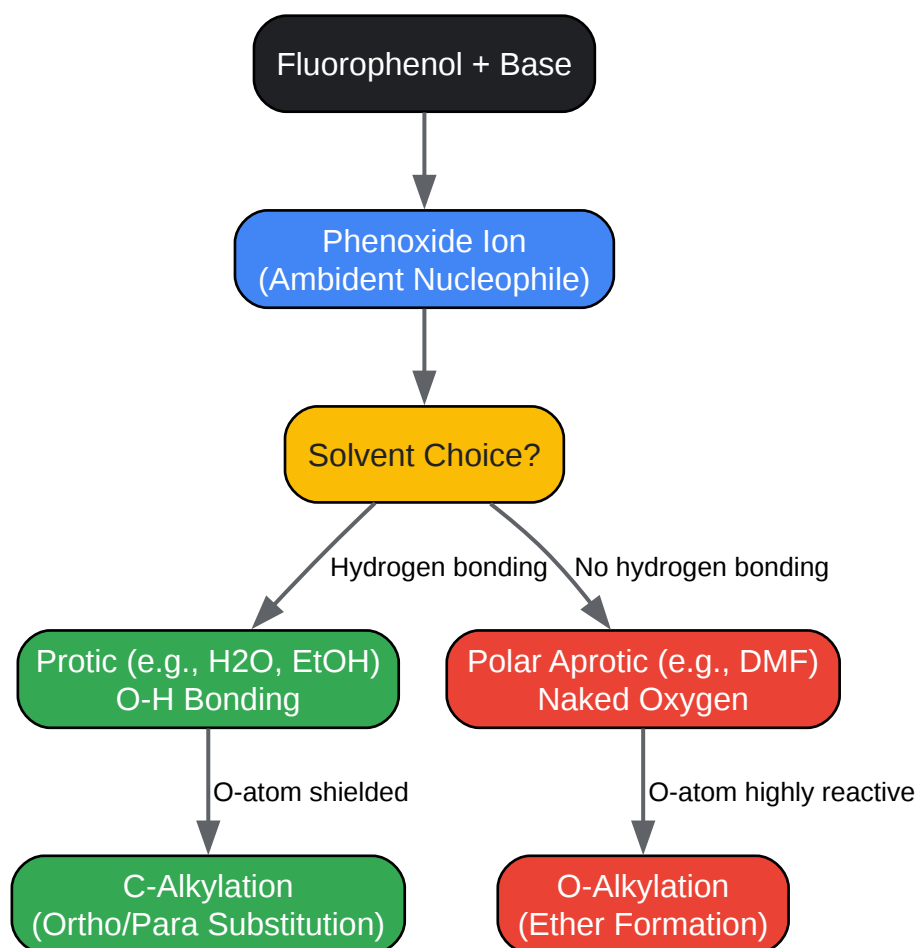 Fluorophenol + Base
Phenoxide Ion
(Ambident Nucleophile)
Solvent Choice?
Hydrogen bonding
No hydrogen bonding
Protic (e.g., H2O, EtOH)
O-H Bonding
Polar Aprotic (e.g., DMF)
Naked Oxygen
O-atom shielded
O-atom highly reactive
C-Alkylation
(Ortho/Para Substitution)
O-Alkylation
(Ether Formation)